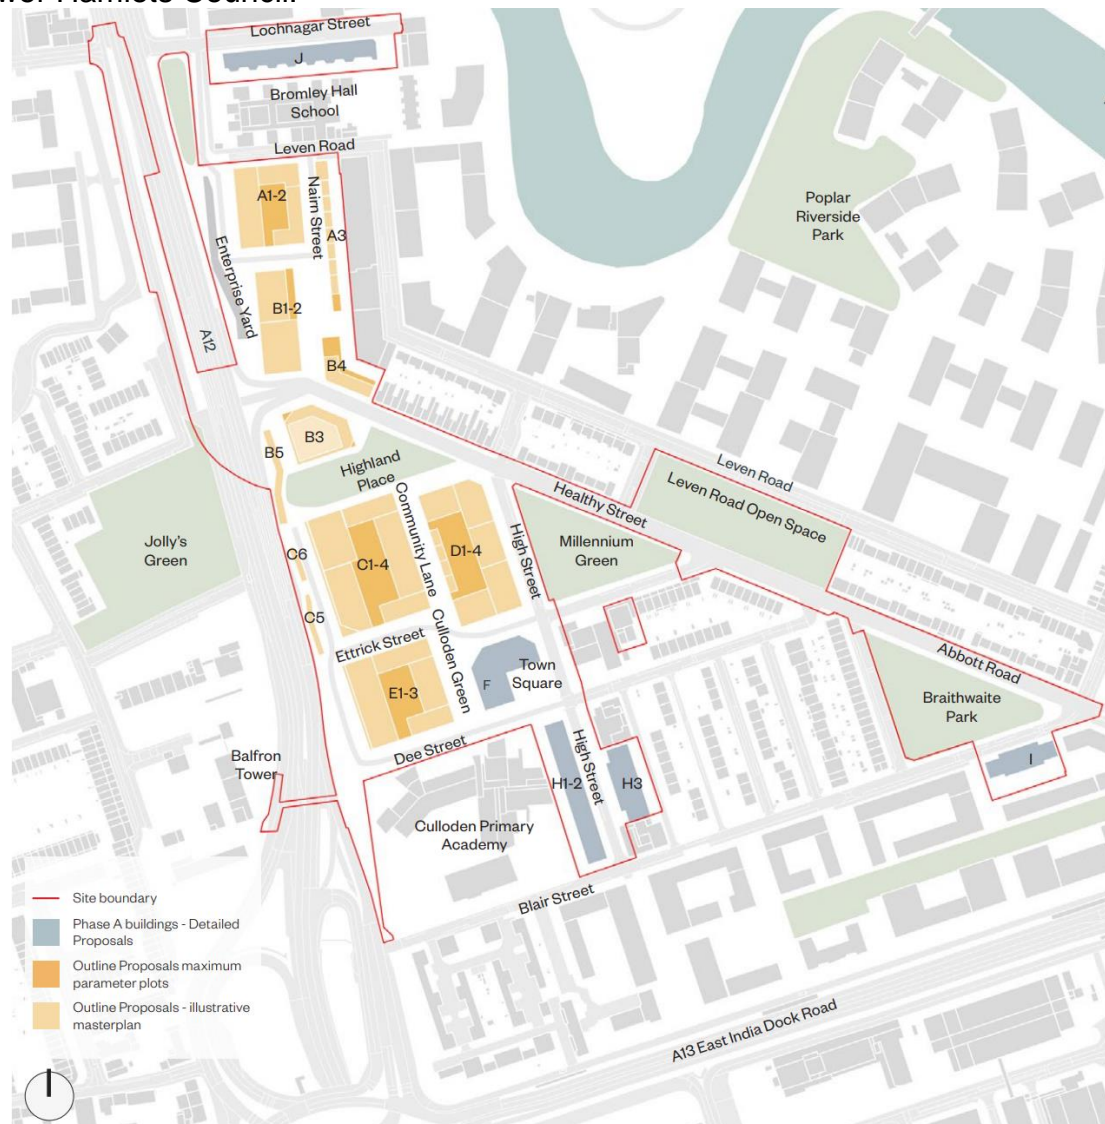 Hamlets Council.
Lochnagar Street
J
Bromley Hall
School
Leven Road
A1-2
Nairn Street
A3
Poplar
Riverside
Park
Enterprise Yard
B1-2
A12
B4
B3
B5
Highland
Place
Leven Road
Healthy Street
Leven Road Open Space
Community Lane
High Street
Jolly's
Green
C6
C1-4
D1-4
Millennium
Green
C5
Ettrick Street
Culloden Green
Town
Square
F
E1-3
Abbott Road
Braithwaite
Park
Dee Street
Balfron
Tower
H1-2
High Street
H3
I
Culloden Primary
Academy
Blair Street
Site boundary
Phase A buildings - Detailed
Proposals
Outline Proposals maximum
parameter plots
Outline Proposals - illustrative
masterplan
A13 East India Dock Road